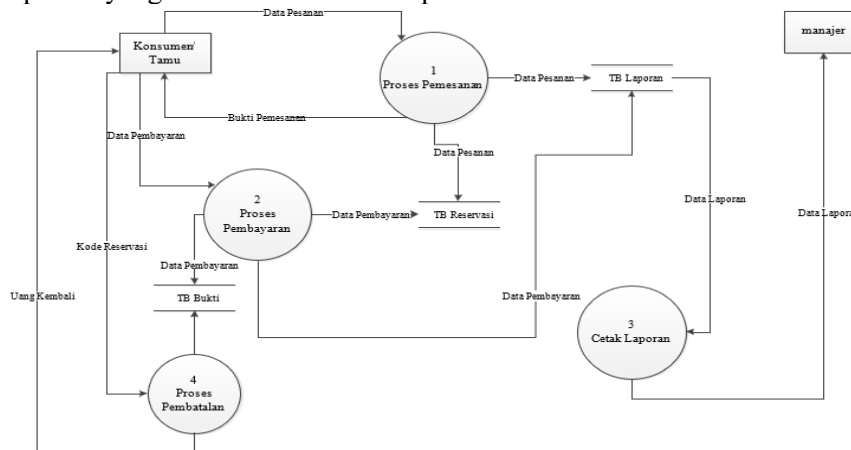 Data Pesanan
Konsumen/
Tamu
manajer
1
Proses Pemesanan
Data Pesanan
TB Laporan
Bukti Pemesanan
Data Pembayaran
Data Pesanan
2
Proses
Pembayaran
Data Pembayaran
TB Reservasi
Data Laporan
Data Lapora
Kode Reservasi
Data Pembayaran
Uang Kembali
TB Bukti
Data Pembayaran
3
Cetak Laporan
4
Proses
Pembatalan